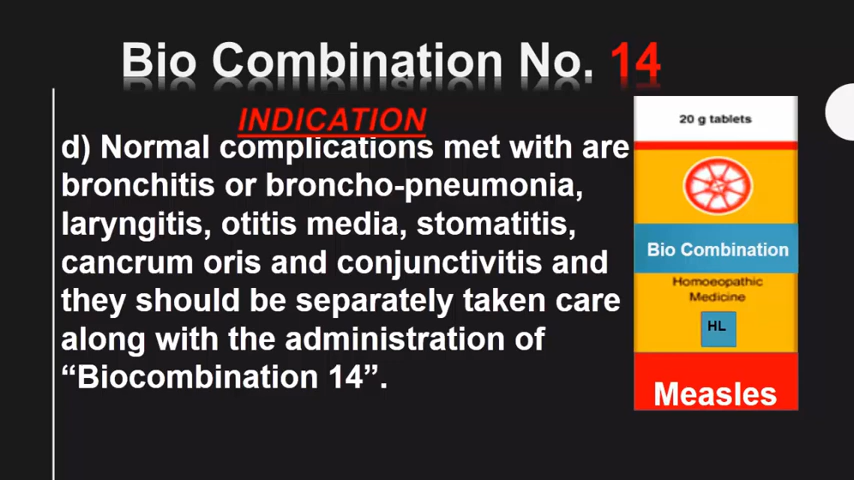 Bio Combination No. 14
INDICATION
d) Normal complications met with are
bronchitis or broncho-pneumonia,
laryngitis, otitis media, stomatitis,
cancrum oris and conjunctivitis and
they should be separately taken care
along with the administration of
“Biocombination 14”.
20 g tablets
Bio Combination
Homoeopathic
Medicine
HL
Measles